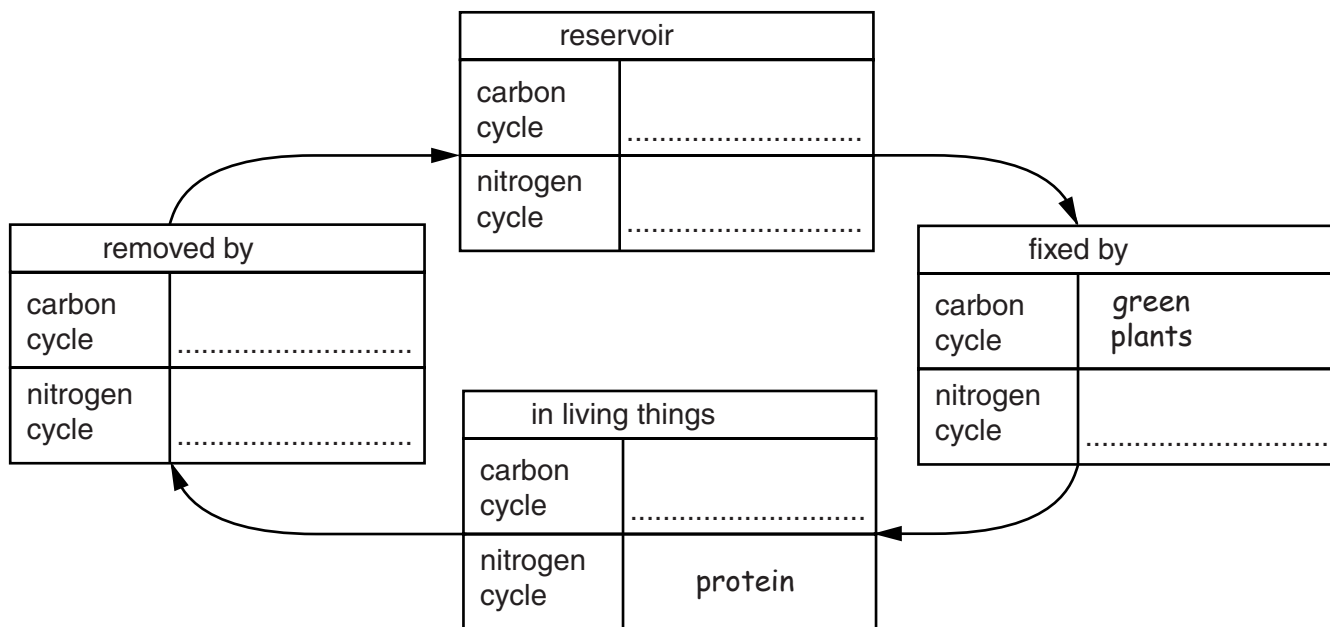 reservoir
carbon
cycle
..............................
nitrogen
cycle
..............................
removed by
carbon
cycle
..............................
nitrogen
cycle
..............................
fixed by
carbon
cycle
green
plants
nitrogen
cycle
..............................
in living things
carbon
cycle
..............................
nitrogen
cycle
protein